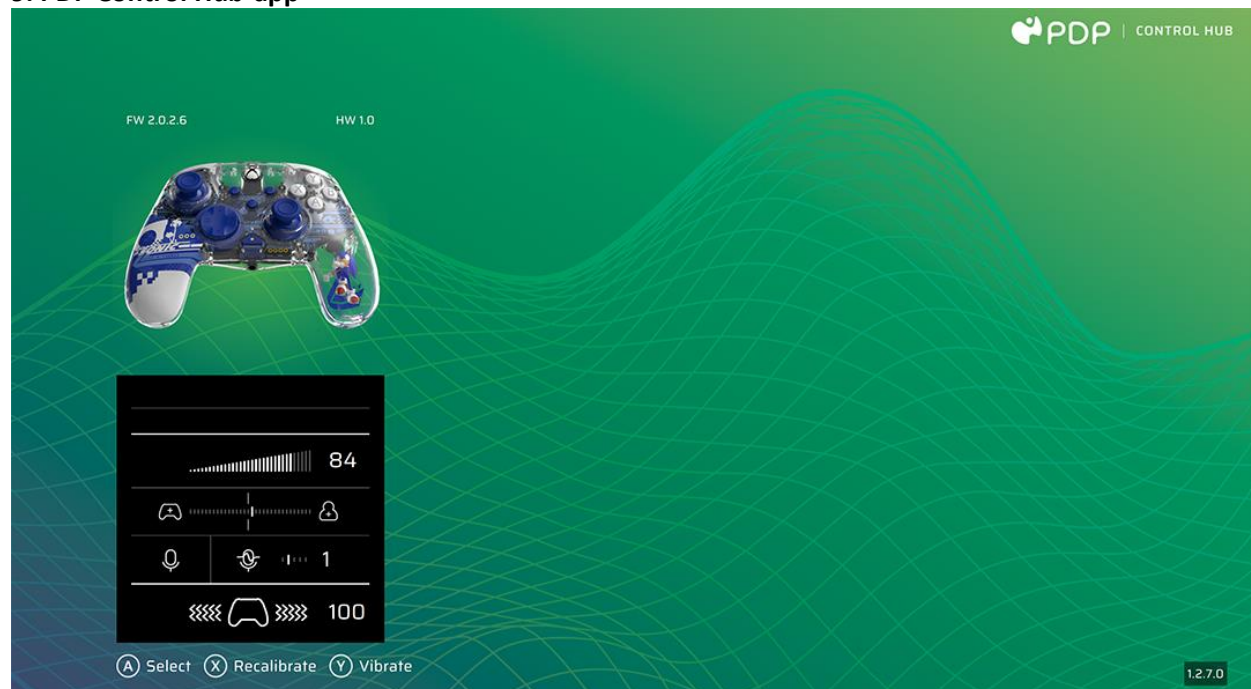 PDP | CONTROL HUB
FW 2.0.2.6 HW 1.0
84
1
100
A Select X Recalibrate Y Vibrate
1.2.7.0